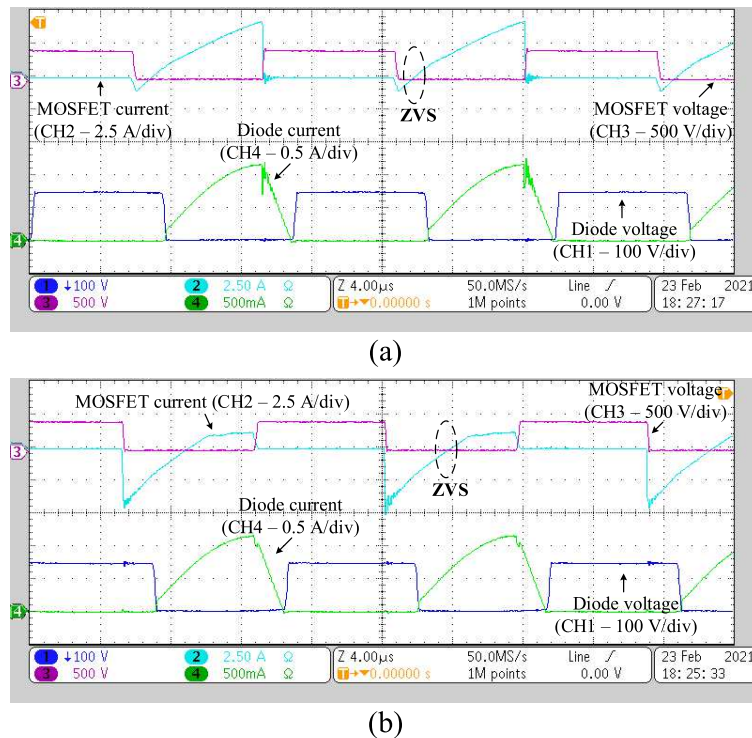 T
3
MOSFET current
(CH2 – 2.5 A/div)
ZVS
MOSFET voltage
(CH3 – 500 V/div)
Diode current
(CH4 – 0.5 A/div)
4
Diode voltage
(CH1 – 100 V/div)
1 ↓100 V 2 2.50 A Ω Z 4.00µs 50.0MS/s Line 23 Feb 2021
3 500 V 4 500mA Ω T→▼0.00000 s 1M points 0.00 V 18:27:17
(a)
T
MOSFET current (CH2 – 2.5 A/div)
MOSFET voltage
(CH3 – 500 V/div)
3
ZVS
Diode current
(CH4 – 0.5 A/div)
4
Diode voltage
(CH1 – 100 V/div)
1 ↓100 V 2 2.50 A Ω Z 4.00µs 50.0MS/s Line 23 Feb 2021
3 500 V 4 500mA Ω T→▼0.00000 s 1M points 0.00 V 18:25:33
(b)